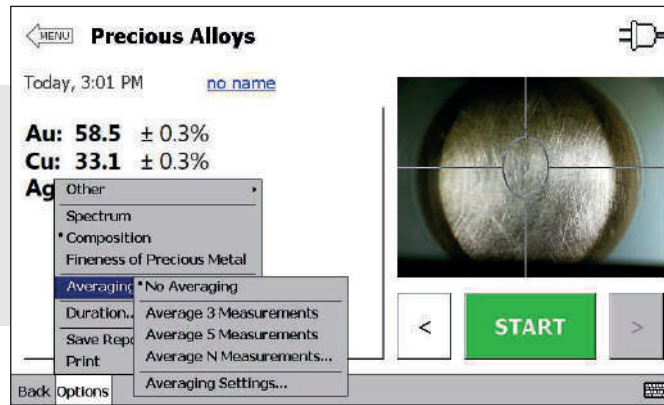 MENU Precious Alloys
Today, 3:01 PM no name
Au: 58.5 ± 0.3%
Cu: 33.1 ± 0.3%
Ag
Other
Spectrum
Composition
Fineness of Precious Metal
Averaging
No Averaging
Duration..
Average 3 Measurements
Average 5 Measurements
Save
Average N Measurements...
Print
Averaging Settings...
< START >
Back Options